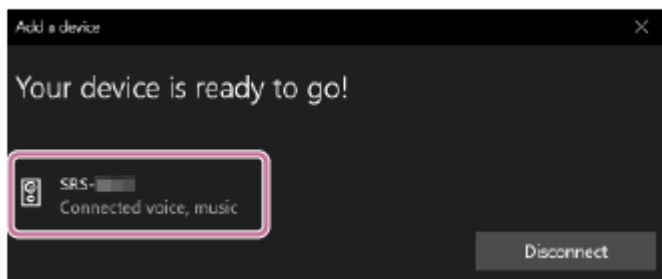 Add a device
Your device is ready to go!
SRS-
Connected voice, music
Disconnect